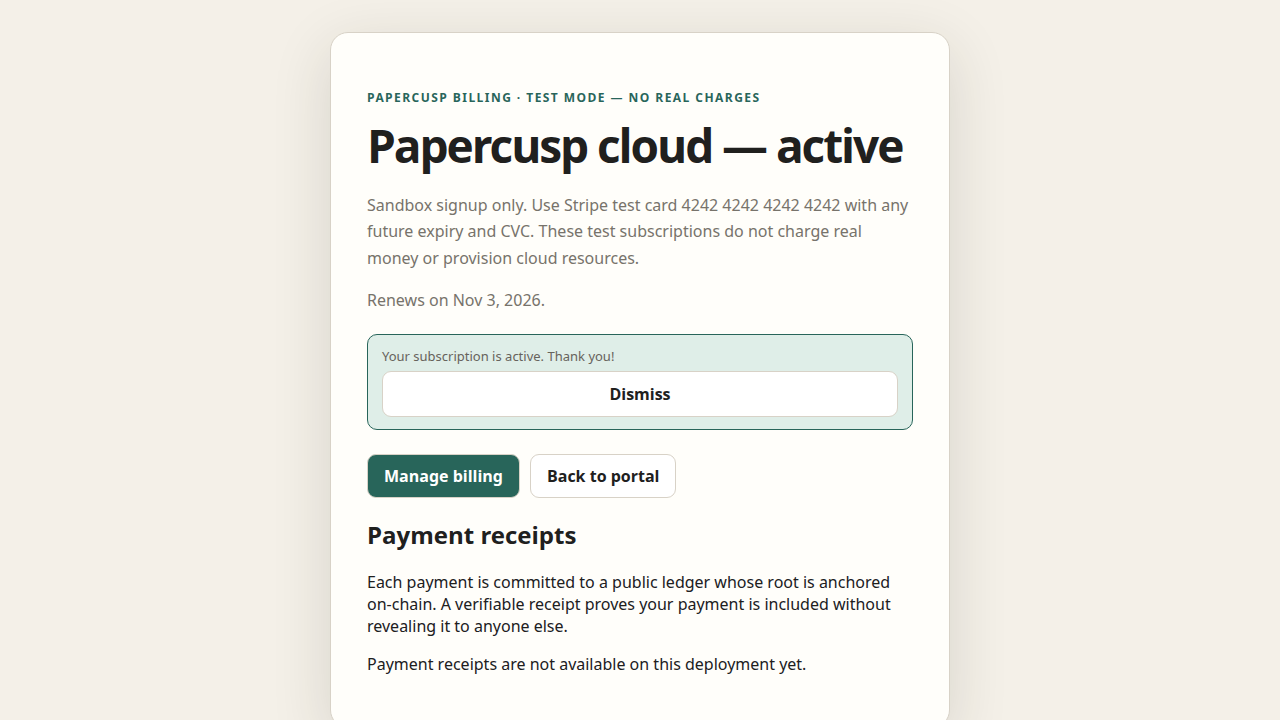 PAPERCUSP BILLING · TEST MODE — NO REAL CHARGES
Papercusp cloud — active
Sandbox signup only. Use Stripe test card 4242 4242 4242 4242 with any
future expiry and CVC. These test subscriptions do not charge real
money or provision cloud resources.
Renews on Nov 3, 2026.
Your subscription is active. Thank you!
Dismiss
Manage billing
Back to portal
Payment receipts
Each payment is committed to a public ledger whose root is anchored
on-chain. A verifiable receipt proves your payment is included without
revealing it to anyone else.
Payment receipts are not available on this deployment yet.